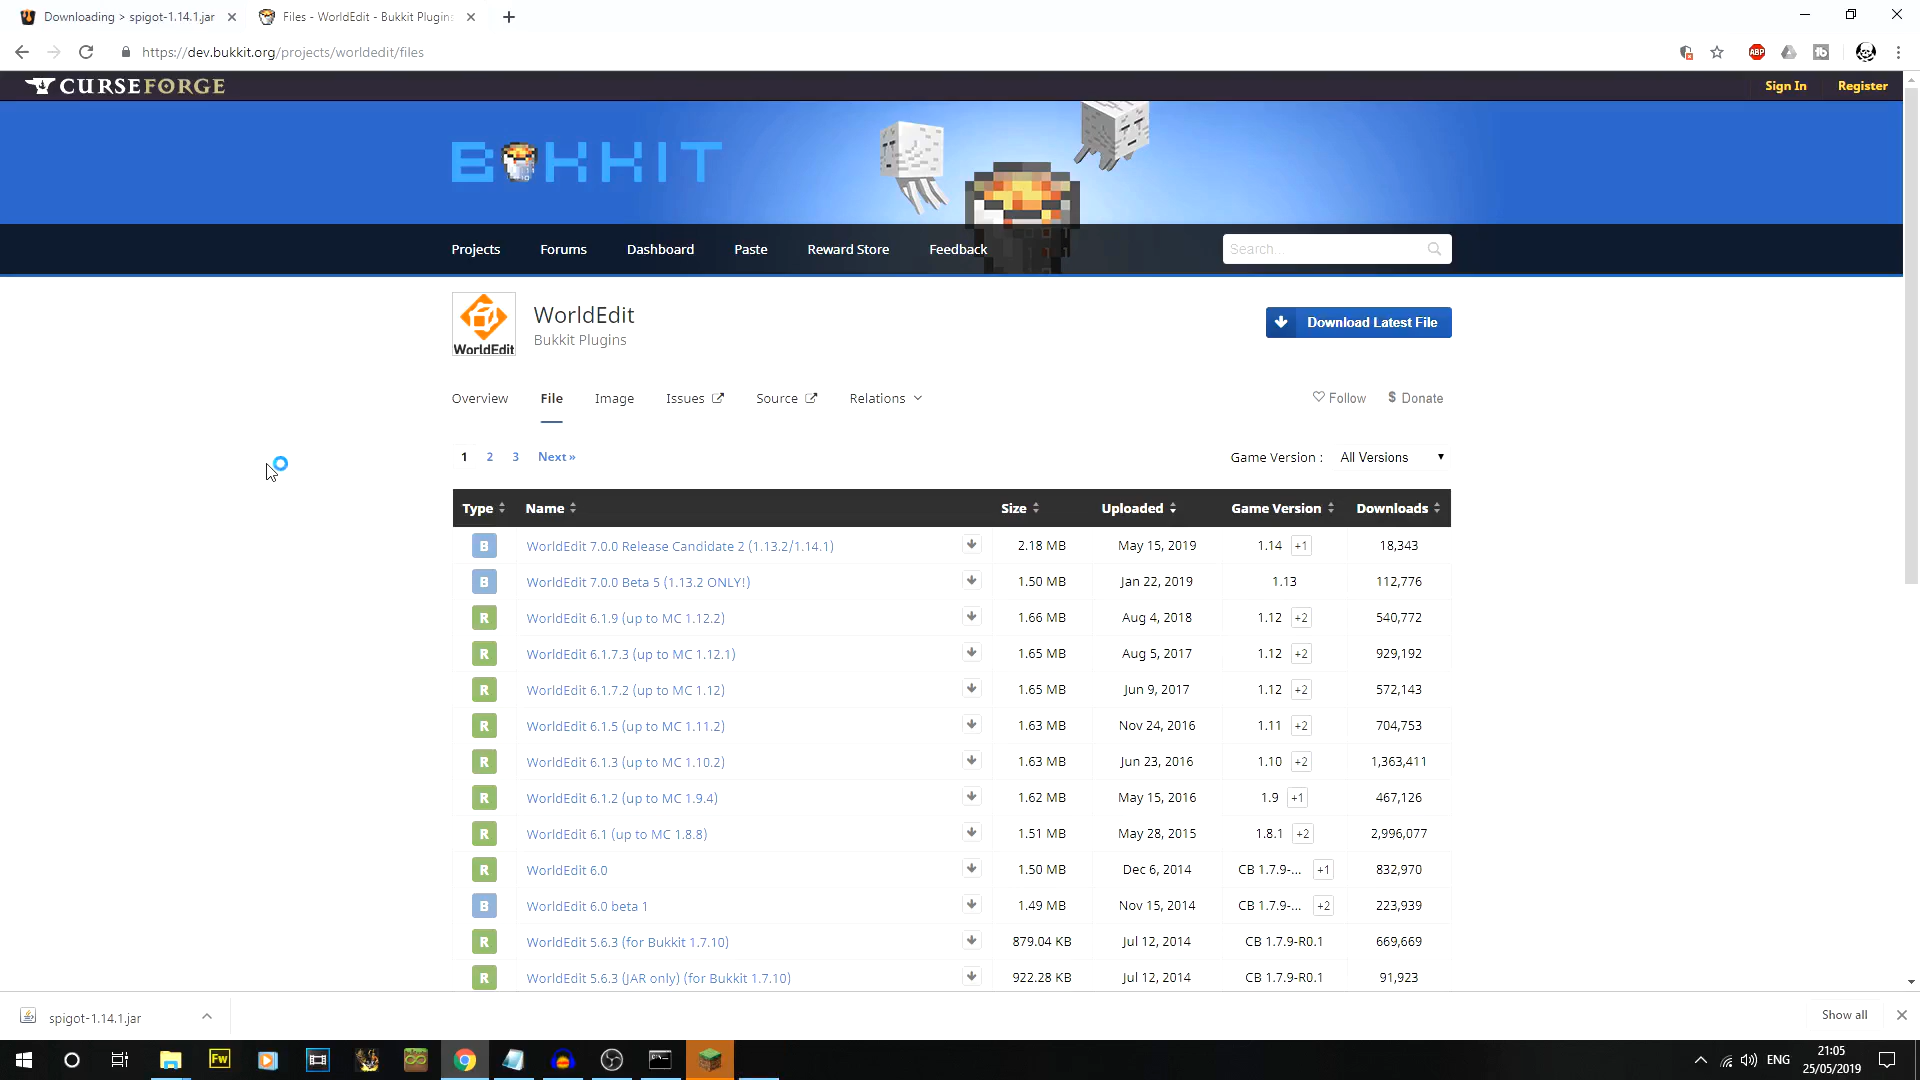 Downloading > spigot-1.14.1.jar
Files - WorldEdit - Bukkit Plugins
https://dev.bukkit.org/projects/worldedit/files
ABP
CURSEFORGE
Sign In Register
BUKKIT
Projects Forums Dashboard Paste Reward Store Feedback Search...
WorldEdit
WorldEdit
Bukkit Plugins
Download Latest File
Overview File Image Issues Source Relations Follow $ Donate
1 2 3 Next » Game Version : All Versions
Type Name Size Uploaded Game Version Downloads
B WorldEdit 7.0.0 Release Candidate 2 (1.13.2/1.14.1) 2.18 MB May 15, 2019 1.14 +1 18,343
B WorldEdit 7.0.0 Beta 5 (1.13.2 ONLY!) 1.50 MB Jan 22, 2019 1.13 112,776
R WorldEdit 6.1.9 (up to MC 1.12.2) 1.66 MB Aug 4, 2018 1.12 +2 540,772
R WorldEdit 6.1.7.3 (up to MC 1.12.1) 1.65 MB Aug 5, 2017 1.12 +2 929,192
R WorldEdit 6.1.7.2 (up to MC 1.12) 1.65 MB Jun 9, 2017 1.12 +2 572,143
R WorldEdit 6.1.5 (up to MC 1.11.2) 1.63 MB Nov 24, 2016 1.11 +2 704,753
R WorldEdit 6.1.3 (up to MC 1.10.2) 1.63 MB Jun 23, 2016 1.10 +2 1,363,411
R WorldEdit 6.1.2 (up to MC 1.9.4) 1.62 MB May 15, 2016 1.9 +1 467,126
R WorldEdit 6.1 (up to MC 1.8.8) 1.51 MB May 28, 2015 1.8.1 +2 2,996,077
R WorldEdit 6.0 1.50 MB Dec 6, 2014 CB 1.7.9-... +1 832,970
B WorldEdit 6.0 beta 1 1.49 MB Nov 15, 2014 CB 1.7.9-... +2 223,939
R WorldEdit 5.6.3 (for Bukkit 1.7.10) 879.04 KB Jul 12, 2014 CB 1.7.9-R0.1 669,669
R WorldEdit 5.6.3 (JAR only) (for Bukkit 1.7.10) 922.28 KB Jul 12, 2014 CB 1.7.9-R0.1 91,923
spigot-1.14.1.jar Show all
Fw ENG 21:05
25/05/2019